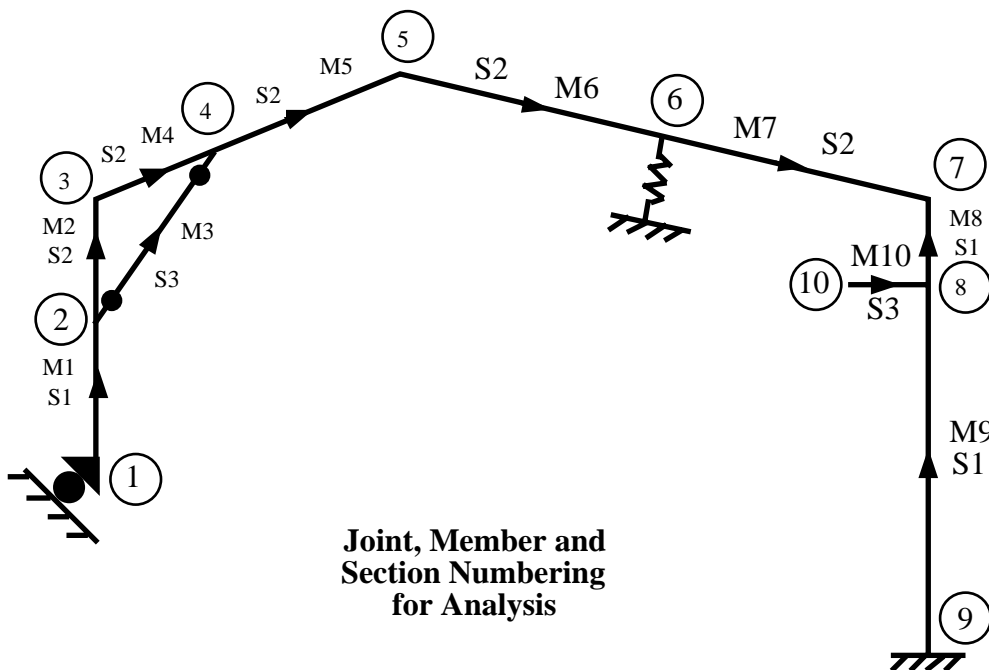 5
M5
S2
S2
M6
6
4
M7
M4
S2
S2
3
7
M2
S2
M3
M8
S1
M10
10
S3
8
S3
2
M1
S1
M9
S1
1
Joint, Member and
Section Numbering
for Analysis
9